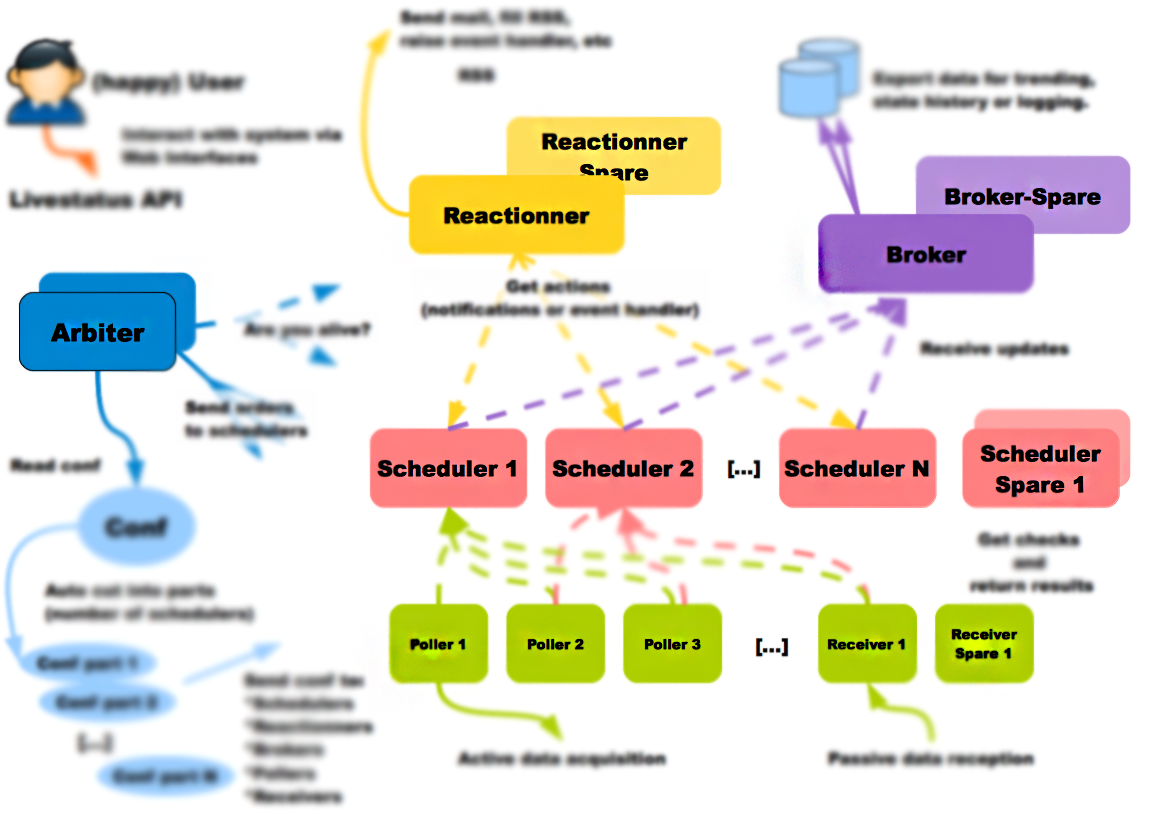 Send mail, fill RSS,
raise event handler, etc
RSS
(happy) User
Interact with system via
Web Interfaces
Livestatus API
Export data for trending,
state history or logging.
Reactionner
Spare
Reactionner
Broker-Spare
Broker
Get actions
(notifications or event handler)
Arbiter
Are you alive?
Receive updates
Send orders
to schedulers
Read conf
Scheduler 1
Scheduler 2
[...]
Scheduler N
Scheduler
Spare 1
Conf
Get checks
and
return results
Auto cut into parts
(number of schedulers)
Poller 1
Poller 2
Poller 3
[...]
Receiver 1
Receiver
Spare 1
Conf part 1
Conf part 2
[...]
Conf part N
Send conf to:
*Schedulers
*Reactionners
*Brokers
*Pollers
*Receivers
Active data acquisition
Passive data reception